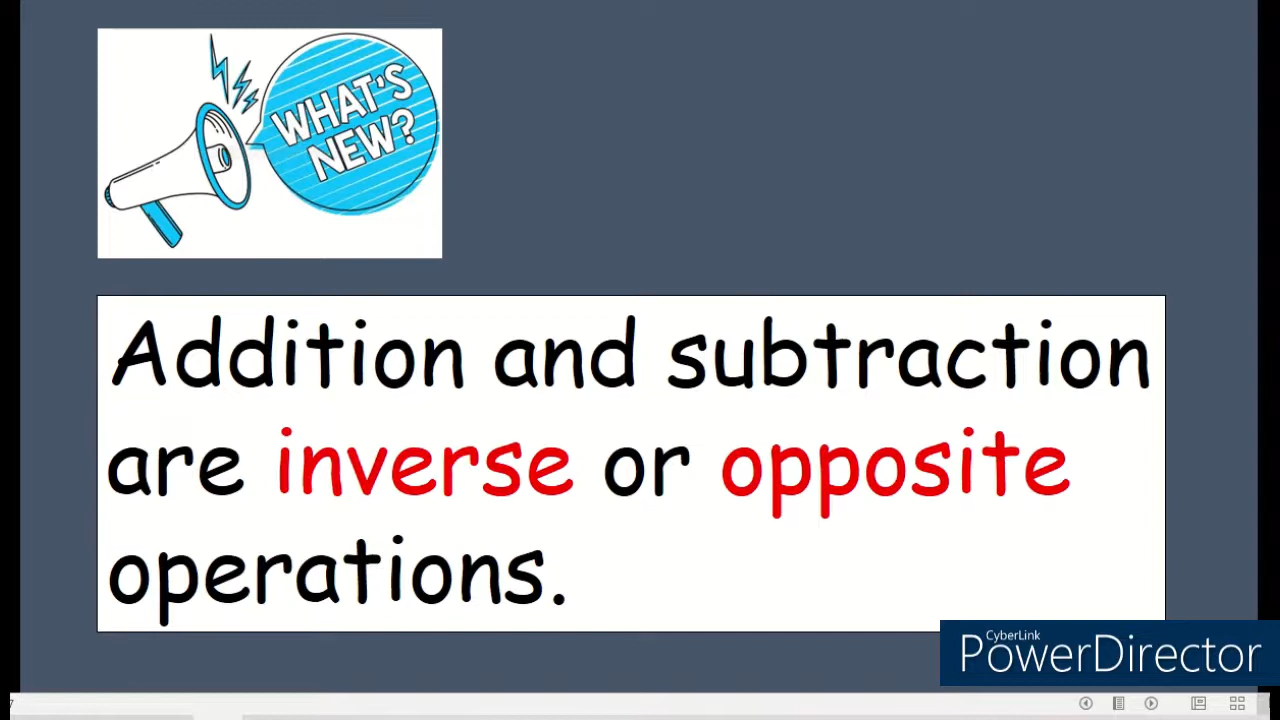 WHAT'S
NEW?
Addition and subtraction
are inverse or opposite
operations.
CyberLink
PowerDirector